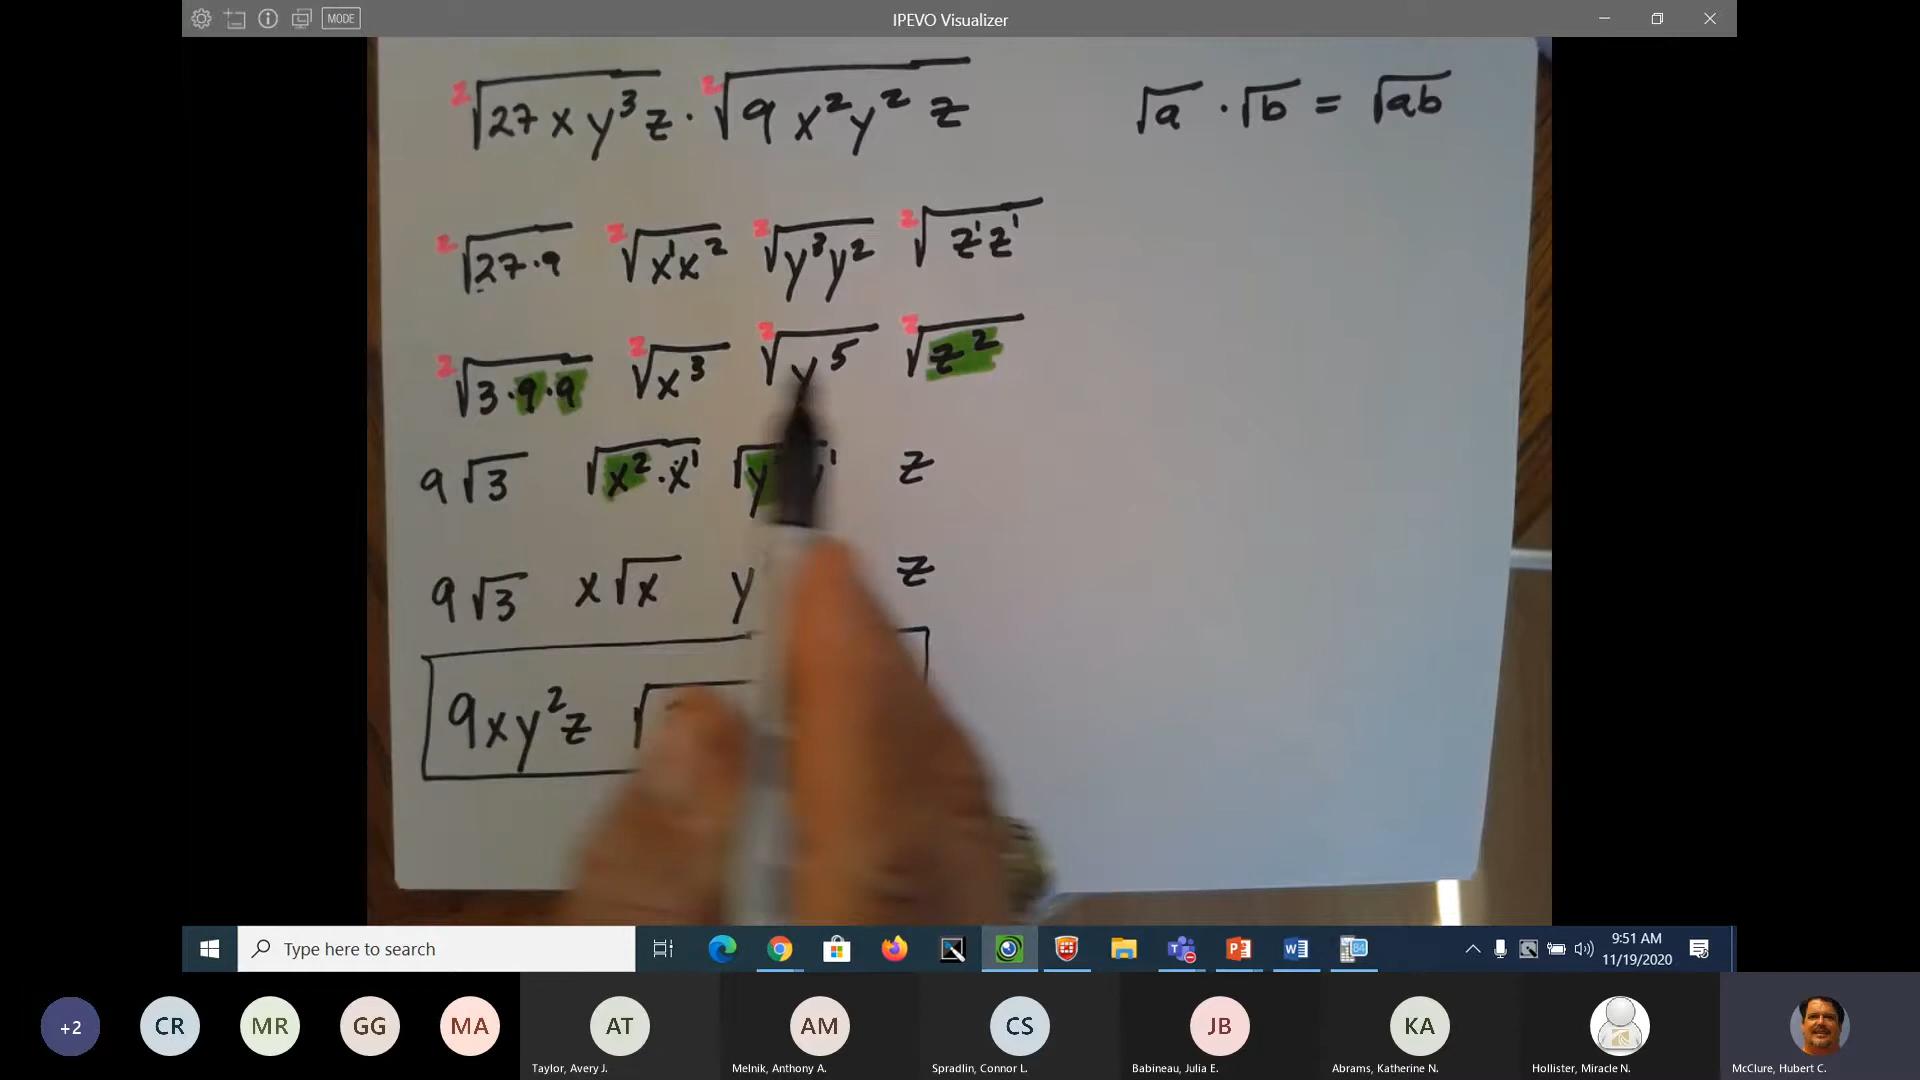 IPEVO Visualizer
MODE
²√27xy³z · ²√9x²y²z
√a · √b = √ab
²√27·9 ²√x¹x² ²√y³y² ²√z¹z¹
²√3·9·9 ²√x³ ²√y⁵ ²√z²
9√3 √x²·x¹ √y z
9√3 x√x y z
9xy²z √
Type here to search
9:51 AM
11/19/2020
+2 CR MR GG MA AT AM CS JB KA
Taylor, Avery J. Melnik, Anthony A. Spradlin, Connor L. Babineau, Julia E. Abrams, Katherine N. Hollister, Miracle N. McClure, Hubert C.